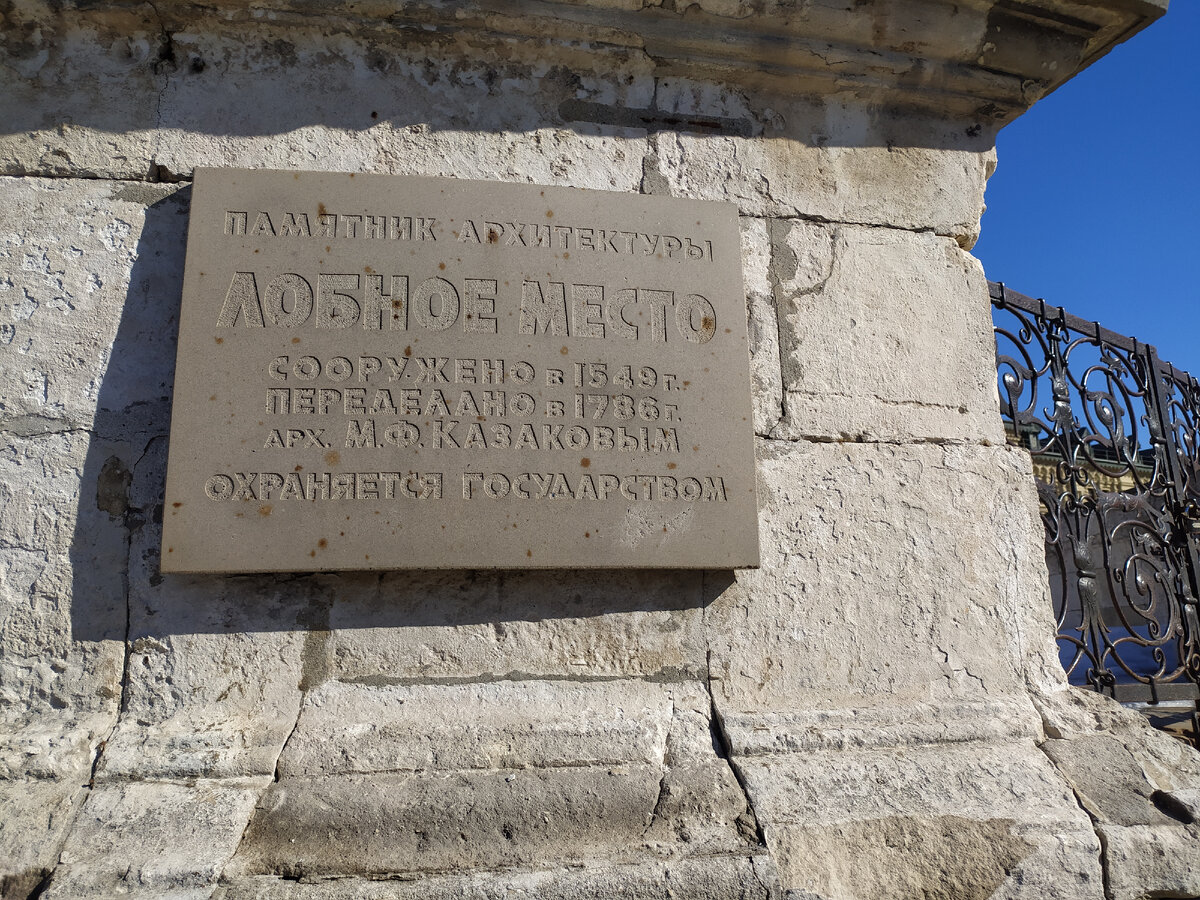 ПАМЯТНИК АРХИТЕКТУРЫ
ЛОБНОЕ МЕСТО
СООРУЖЕНО в 1549 г.
ПЕРЕДЕЛАНО в 1786 г.
АРХ. М.Ф. КАЗАКОВЫМ
ОХРАНЯЕТСЯ ГОСУДАРСТВОМ